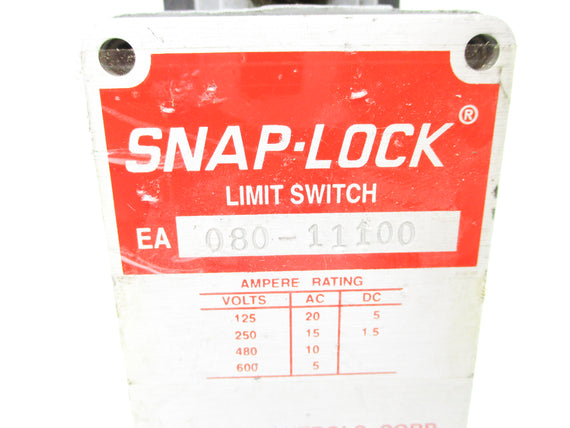 SNAP·LOCK®
LIMIT SWITCH
EA 080-11100
AMPERE RATING
VOLTS AC DC
125 20 5
250 15 1.5
480 10
600 5
CORP.